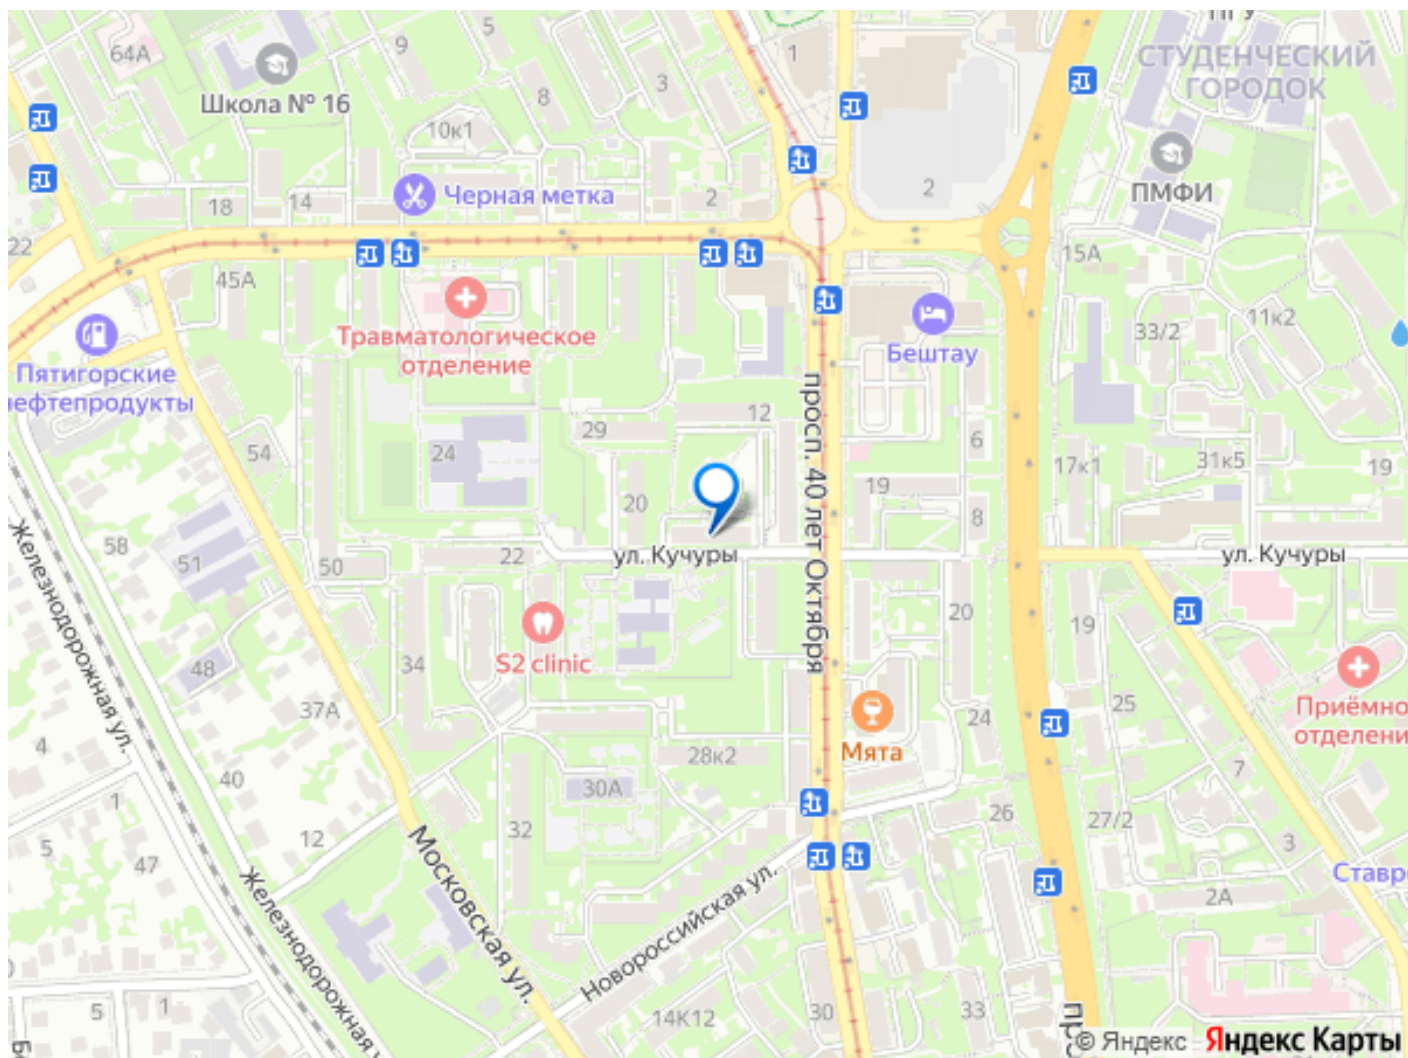 ПГУ
СТУДЕНЧЕСКИЙ
ГОРОДОК
64А
5
9
3
1
8
Школа № 16
10к1
ПМФИ
Черная метка
2
2
18
14
22
15А
45А
Травматологическое
отделение
Бештау
33/2
11к2
Пятигорские
нефтепродукты
просп. 40 лет Октября
12
29
6
54
24
17к1
31к5
19
20
19
8
58
51
50
22
ул. Кучуры
ул. Кучуры
Железнодорожная ул.
20
19
S2 clinic
34
48
37А
25
24
Приёмно
отделени
Мята
28к2
4
40
30А
7
1
12
32
26
27/2
3
5
47
Московская ул.
Железнодорожная
Новороссийская ул.
Ставро
2А
5
1
14К12
30
33
© Яндекс Яндекс Карты